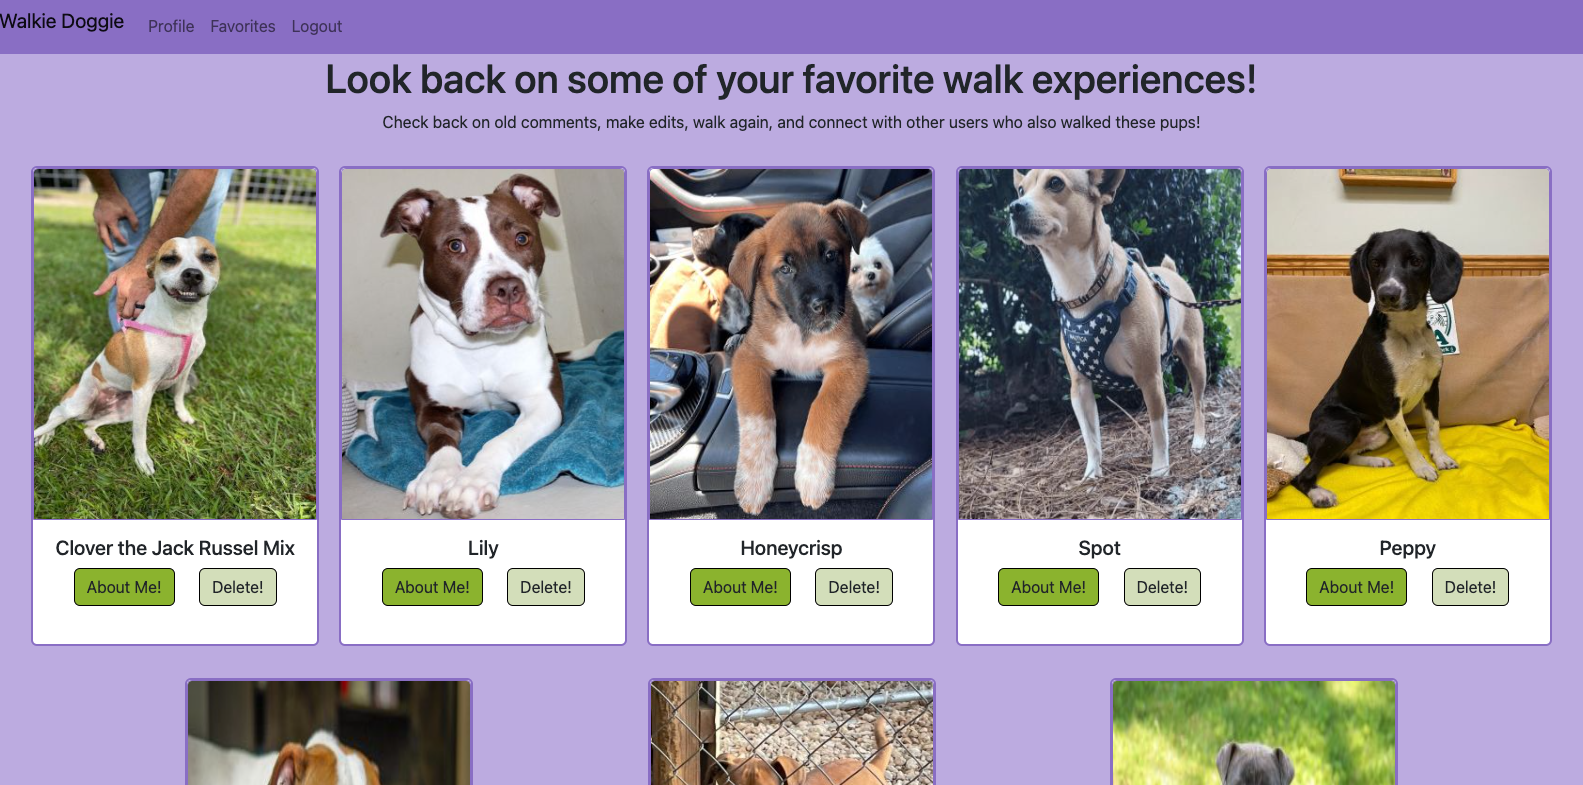 Walkie Doggie Profile Favorites Logout
Look back on some of your favorite walk experiences!
Check back on old comments, make edits, walk again, and connect with other users who also walked these pups!
Clover the Jack Russel Mix
About Me! Delete!
Lily
About Me! Delete!
Honeycrisp
About Me! Delete!
Spot
About Me! Delete!
Peppy
About Me! Delete!